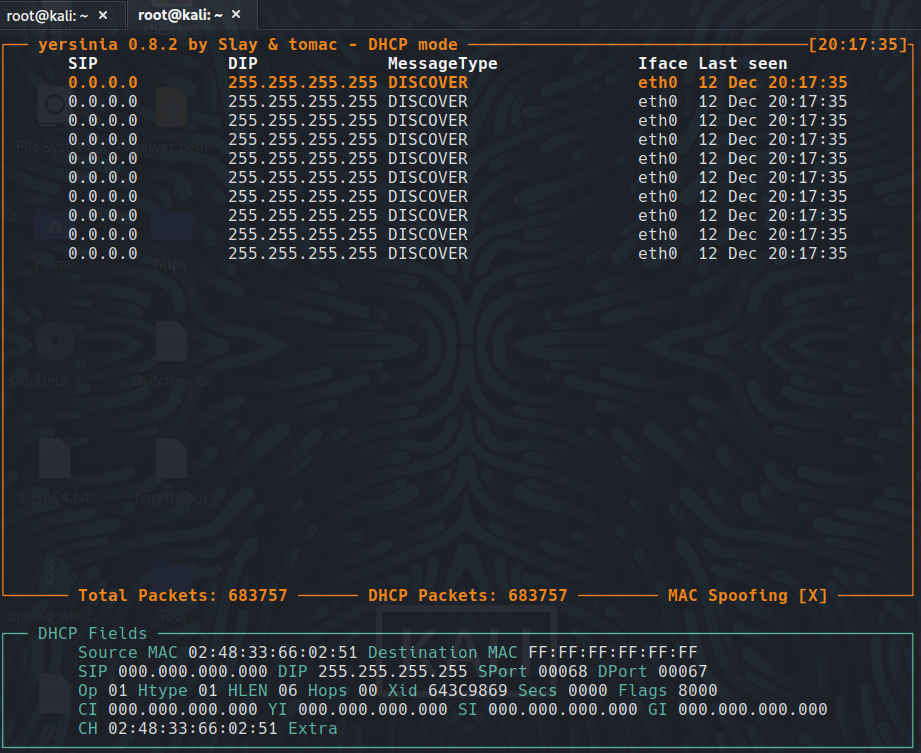 root@kali: ~ × root@kali: ~ ×
yersinia 0.8.2 by Slay & tomac - DHCP mode [20:17:35]
SIP DIP MessageType Iface Last seen
0.0.0.0 255.255.255.255 DISCOVER eth0 12 Dec 20:17:35
0.0.0.0 255.255.255.255 DISCOVER eth0 12 Dec 20:17:35
0.0.0.0 255.255.255.255 DISCOVER eth0 12 Dec 20:17:35
0.0.0.0 255.255.255.255 DISCOVER eth0 12 Dec 20:17:35
0.0.0.0 255.255.255.255 DISCOVER eth0 12 Dec 20:17:35
0.0.0.0 255.255.255.255 DISCOVER eth0 12 Dec 20:17:35
0.0.0.0 255.255.255.255 DISCOVER eth0 12 Dec 20:17:35
0.0.0.0 255.255.255.255 DISCOVER eth0 12 Dec 20:17:35
0.0.0.0 255.255.255.255 DISCOVER eth0 12 Dec 20:17:35
0.0.0.0 255.255.255.255 DISCOVER eth0 12 Dec 20:17:35
Home https
Kali Linux a... switch mode
base64.txt hackthebox
Total Packets: 683757 DHCP Packets: 683757 MAC Spoofing [X]
Tool
KALI
DHCP Fields
Source MAC 02:48:33:66:02:51 Destination MAC FF:FF:FF:FF:FF:FF
SIP 000.000.000.000 DIP 255.255.255.255 SPort 00068 DPort 00067
Op 01 Htype 01 HLEN 06 Hops 00 Xid 643C9869 Secs 0000 Flags 8000
CI 000.000.000.000 YI 000.000.000.000 SI 000.000.000.000 GI 000.000.000.000
CH 02:48:33:66:02:51 Extra